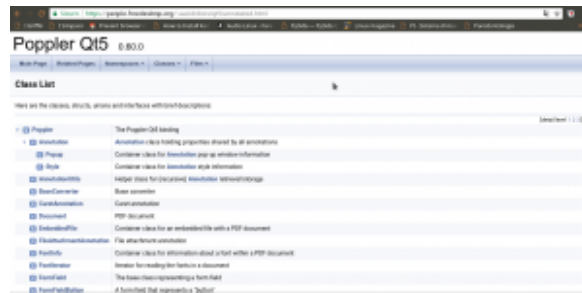 Poppler Qt5 0.60.0
Main Page Related Pages Namespaces Classes Files
Class List
Here are the classes, structs, unions and interfaces with brief descriptions:
Poppler The Poppler Qt5 binding
Annotation Annotation class holding properties shared by all annotations
Popup Container class for Annotation pop-up window information
Style Container class for Annotation style information
AnnotationUtils Helper class for (recursive) Annotation retrieval/storage
BaseConverter Base converter
CaretAnnotation Caret annotation
Document PDF document
EmbeddedFile Container class for an embedded file with a PDF document
FileAttachmentAnnotation File attachment annotation
FontInfo Container class for information about a font within a PDF document
FontIterator Iterator for reading the fonts in a document
FormField The base class representing a form field
FormFieldButton A form field that represents a "button"